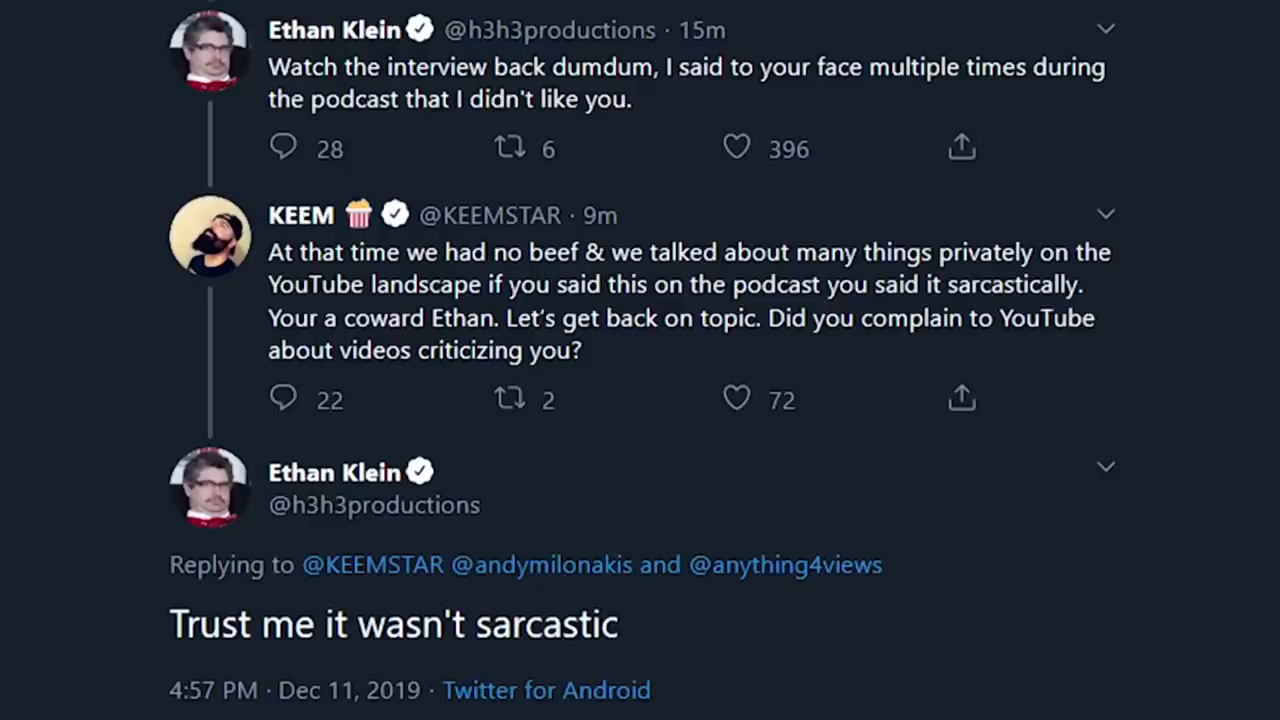 Ethan Klein @h3h3productions · 15m
Watch the interview back dumdum, I said to your face multiple times during
the podcast that I didn't like you.
28 6 396
KEEM 🍿 @KEEMSTAR · 9m
At that time we had no beef & we talked about many things privately on the
YouTube landscape if you said this on the podcast you said it sarcastically.
Your a coward Ethan. Let's get back on topic. Did you complain to YouTube
about videos criticizing you?
22 2 72
Ethan Klein
@h3h3productions
Replying to @KEEMSTAR @andymilonakis and @anything4views
Trust me it wasn't sarcastic
4:57 PM · Dec 11, 2019 · Twitter for Android